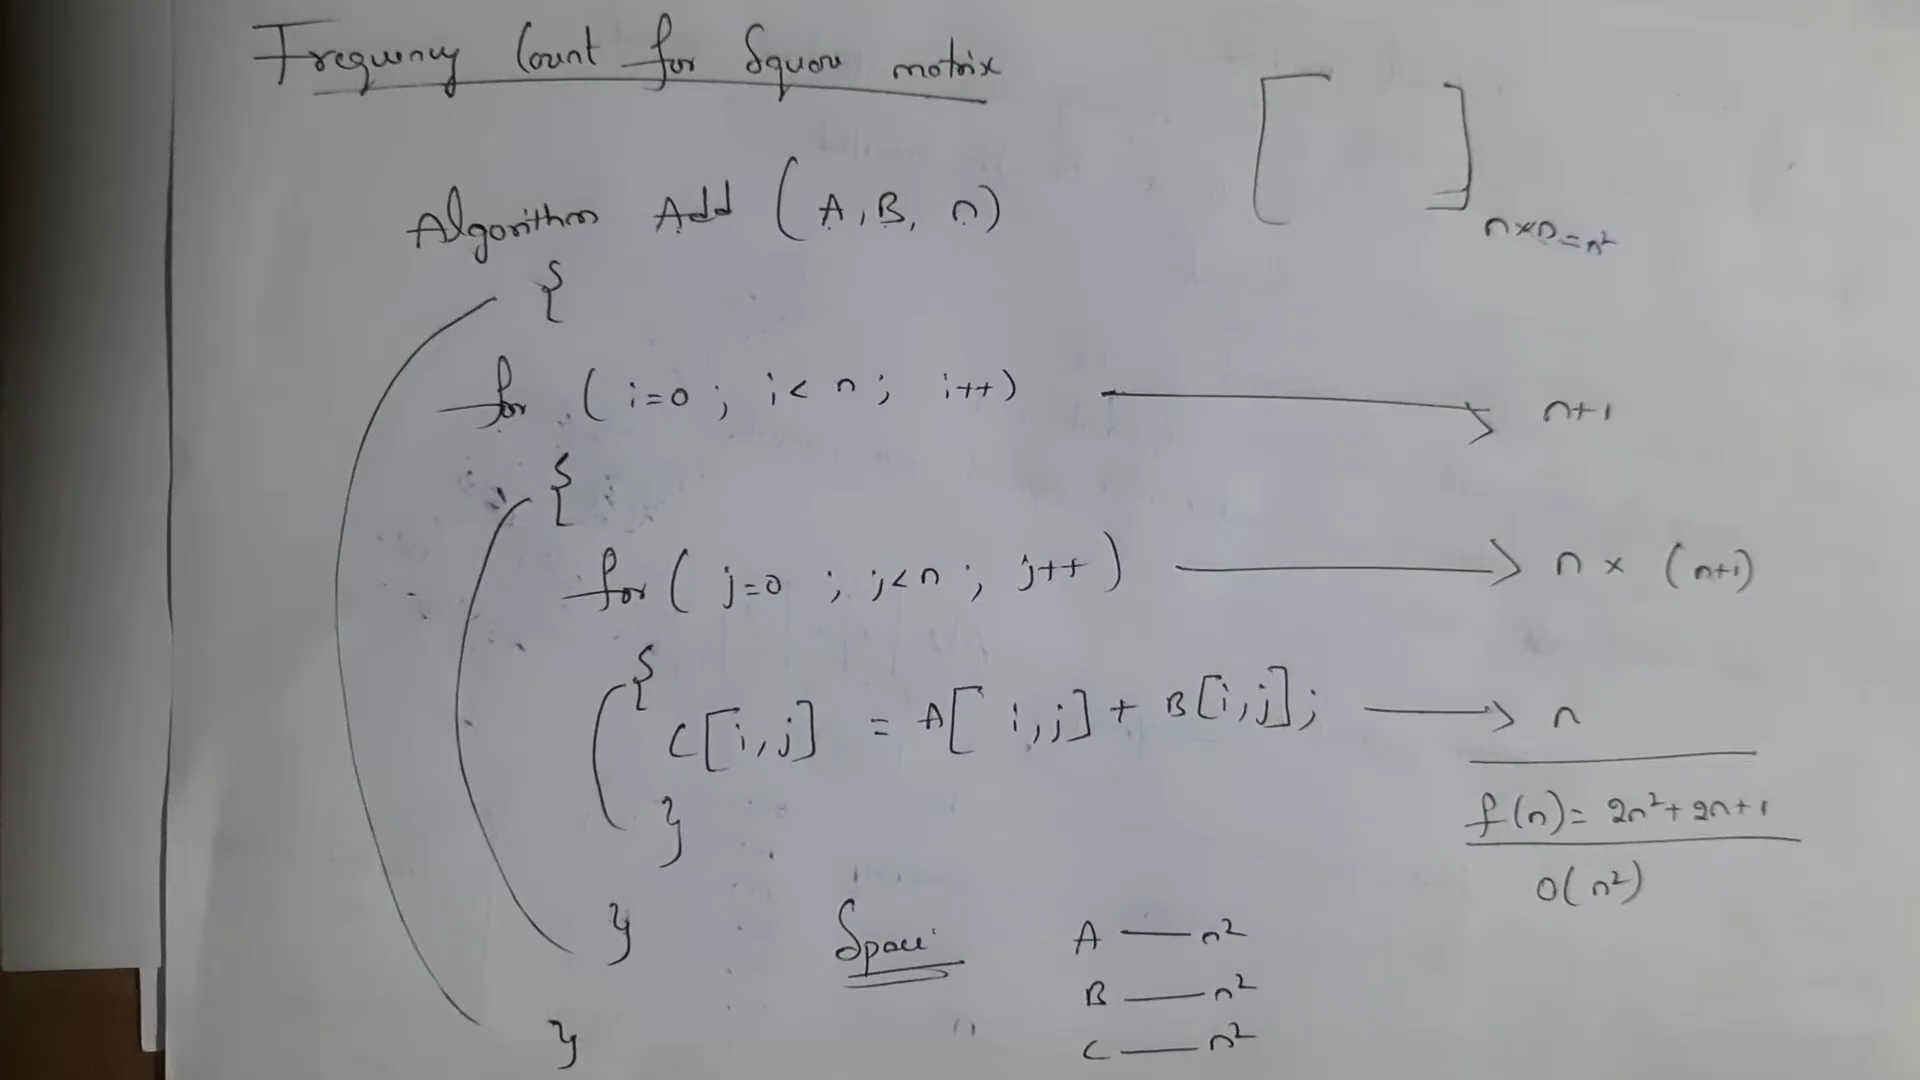 Frequency Count for Square matrix
n×n=n²
Algorithm Add (A, B, n)
{
for (i=0; i<n; i++) → n+1
{
for (j=0; j<n; j++) → n × (n+1)
{
C[i,j] = A[i,j] + B[i,j]; → n
}
f(n)= 2n²+2n+1
O(n²)
}
Space:
A — n²
B — n²
C — n²
}